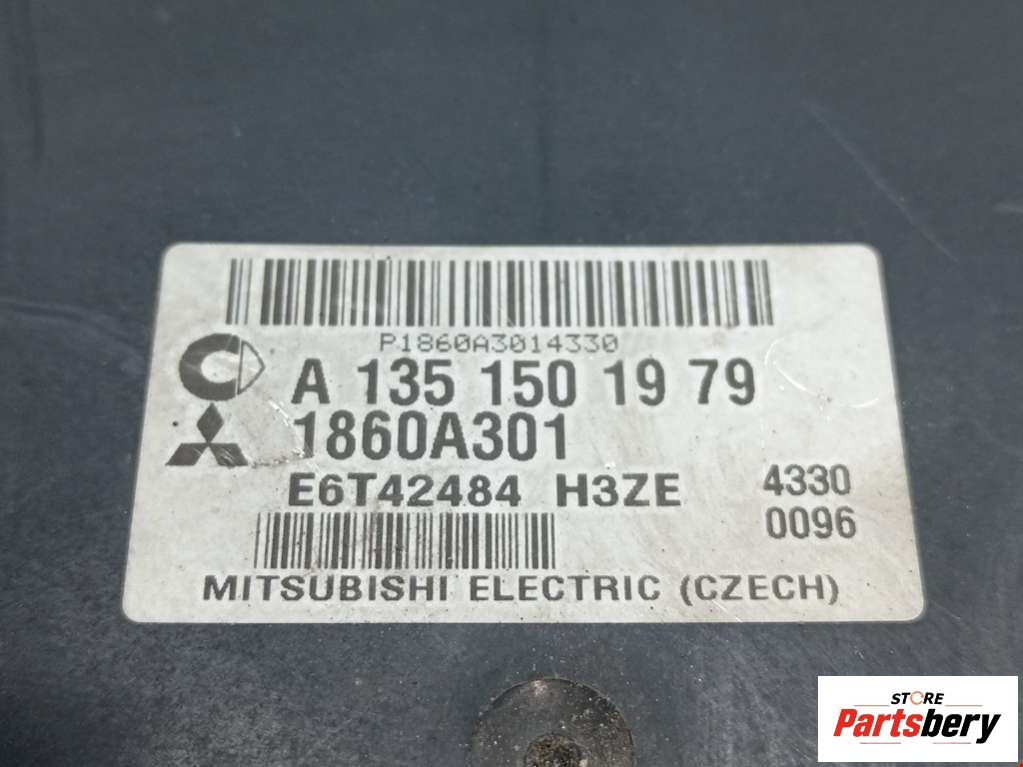 P1860A3014330
A 135 150 19 79
1860A301
E6T42484 H3ZE
4330
0096
MITSUBISHI ELECTRIC (CZECH)
STORE
Partsbery